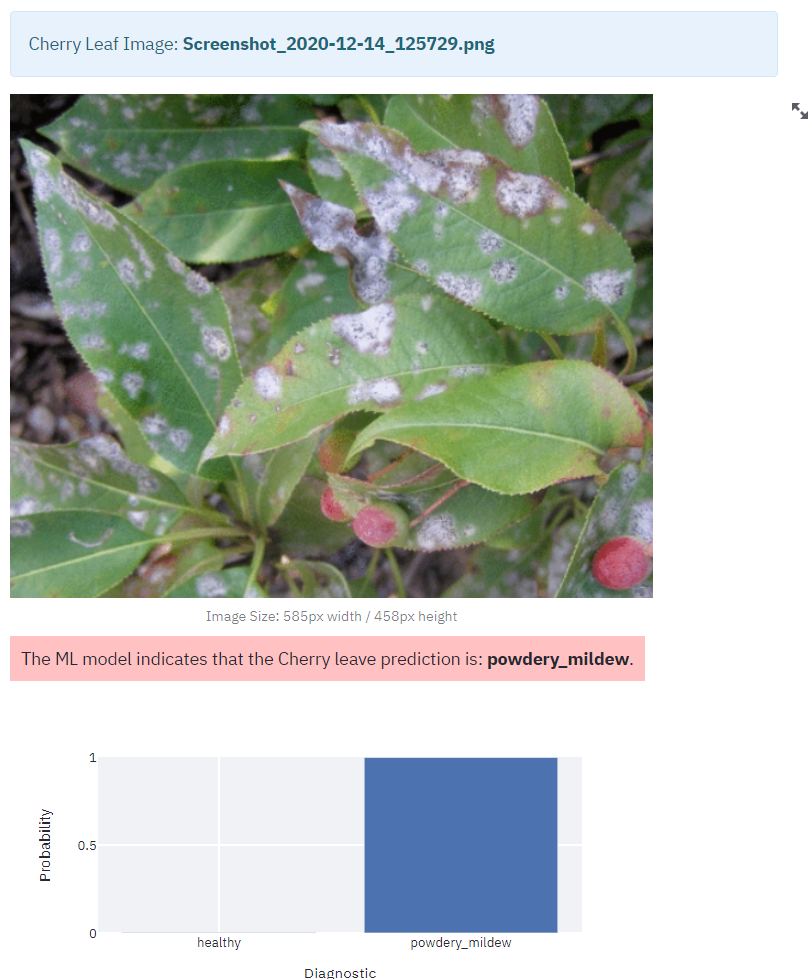 Cherry Leaf Image: Screenshot_2020-12-14_125729.png
Image Size: 585px width / 458px height
The ML model indicates that the Cherry leave prediction is: powdery_mildew.
1
0.5
0
Probability
healthy
powdery_mildew
Diagnostic